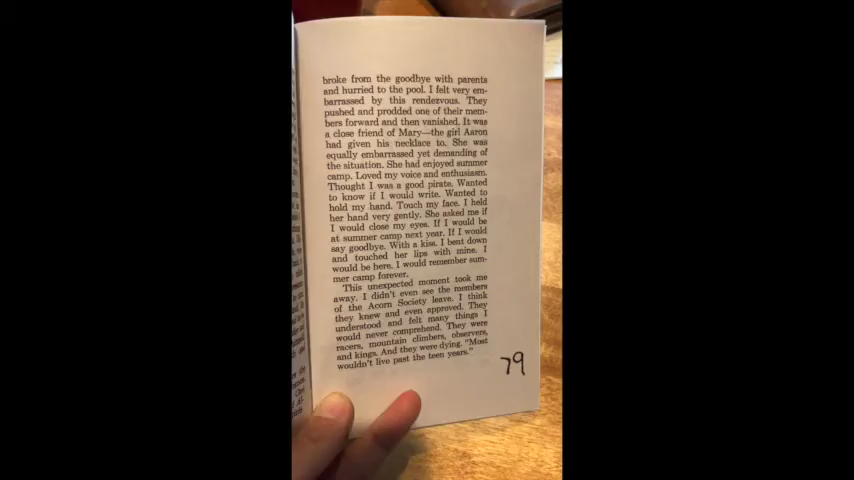 broke from the goodbye with parents
and hurried to the pool. I felt very em-
barrassed by this rendezvous. They
pushed and prodded one of their mem-
bers forward and then vanished. It was
a close friend of Mary—the girl Aaron
had given his necklace to. She was
equally embarrassed yet demanding of
the situation. She had enjoyed summer
camp. Loved my voice and enthusiasm.
Thought I was a good pirate. Wanted
to know if I would write. Wanted to
hold my hand. Touch my face. I held
her hand very gently. She asked me if
I would close my eyes. If I would be
at summer camp next year. If I would
say goodbye. With a kiss. I bent down
and touched her lips with mine. I
would be here. I would remember sum-
mer camp forever.
This unexpected moment took me
away. I didn't even see the members
of the Acorn Society leave. I think
they knew and even approved. They
understood and felt many things I
would never comprehend. They were
racers, mountain climbers, observers,
and kings. And they were dying. "Most
wouldn't live past the teen years."
79